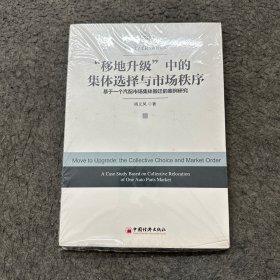 “移地升级”中的
集体选择与市场秩序
基于一个汽配市场集体搬迁的案例研究
著
Move to Upgrade: the Collective Choice and Market Order
A Case Study Based on Collective Relocation
of One Auto Parts Market
中国经济出版社